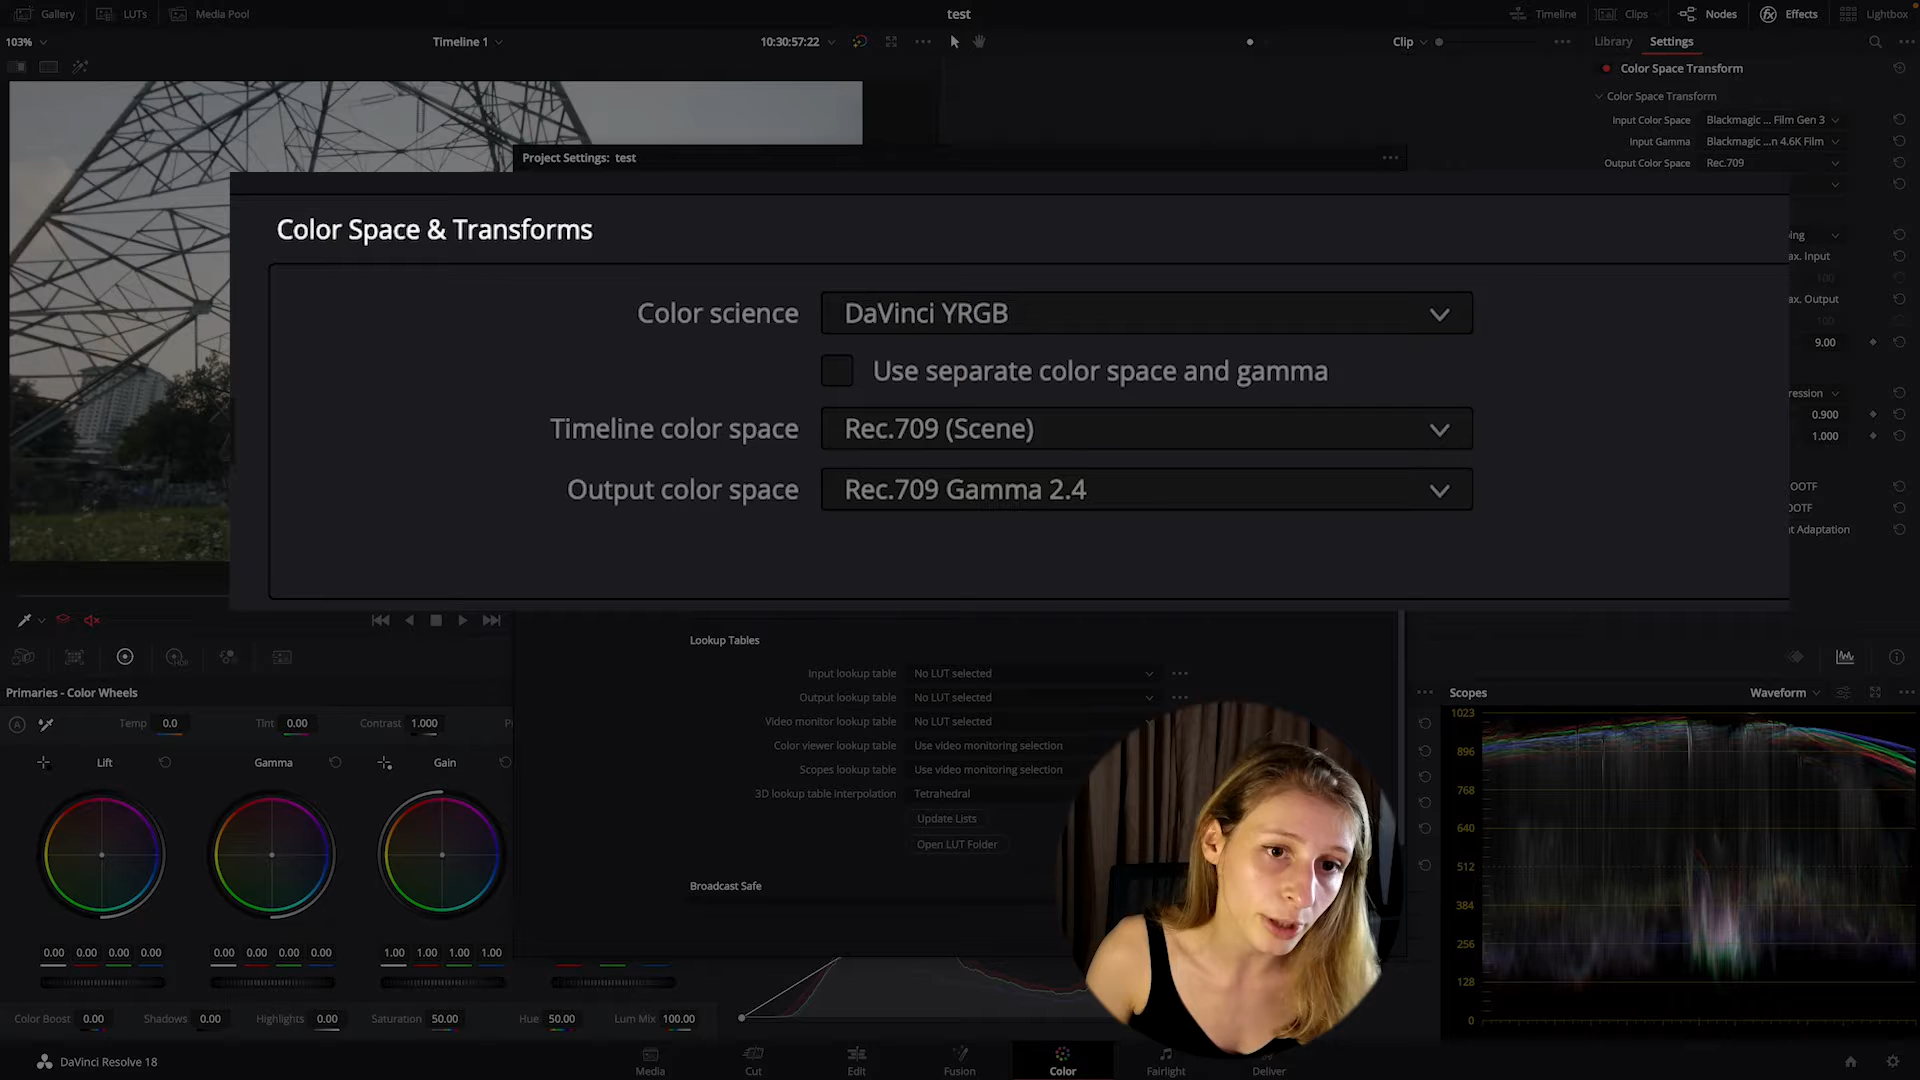 Gallery LUTs Media Pool test Timeline Clips Nodes Effects Lightbox
103% Timeline 1 10:30:57:22 Clip Library Settings
Color Space Transform
Color Space Transform
Input Color Space Blackmagic ... Film Gen 3
Input Gamma Blackmagic ...n 4.6K Film
Output Color Space Rec.709
Project Settings: test
Color Space & Transforms
Color science DaVinci YRGB
Use separate color space and gamma
Timeline color space Rec.709 (Scene)
Output color space Rec.709 Gamma 2.4
ing
ax. Input
100
ax. Output
100
9.00
ression
0.900
1.000
OOTF
OTF
t Adaptation
Lookup Tables
Input lookup table No LUT selected
Output lookup table No LUT selected
Video monitor lookup table No LUT selected
Color viewer lookup table Use video monitoring selection
Scopes lookup table Use video monitoring selection
3D lookup table interpolation Tetrahedral
Update Lists
Open LUT Folder
Broadcast Safe
Primaries - Color Wheels
Temp 0.0 Tint 0.00 Contrast 1.000 P
Lift Gamma Gain
0.00 0.00 0.00 0.00 0.00 0.00 0.00 0.00 1.00 1.00 1.00 1.00
Color Boost 0.00 Shadows 0.00 Highlights 0.00 Saturation 50.00 Hue 50.00 Lum Mix 100.00
Scopes Waveform
1023
896
768
640
512
384
256
128
0
DaVinci Resolve 18 Media Cut Edit Fusion Color Fairlight Deliver